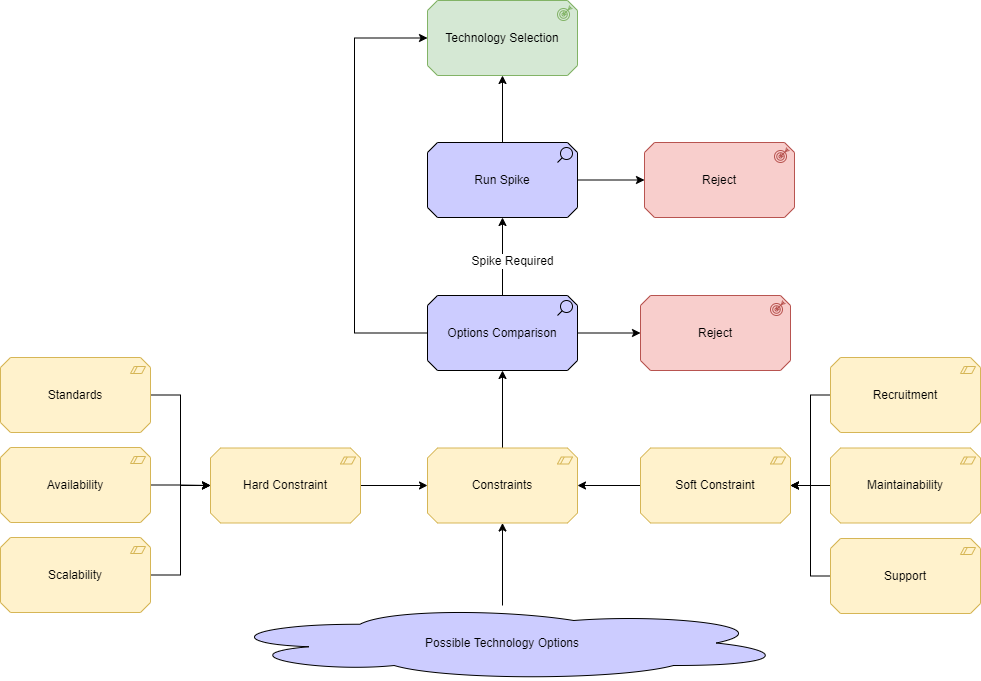 Technology Selection
Run Spike
Reject
Spike Required
Options Comparison
Reject
Standards
Recruitment
Availability
Hard Constraint
Constraints
Soft Constraint
Maintainability
Scalability
Support
Possible Technology Options